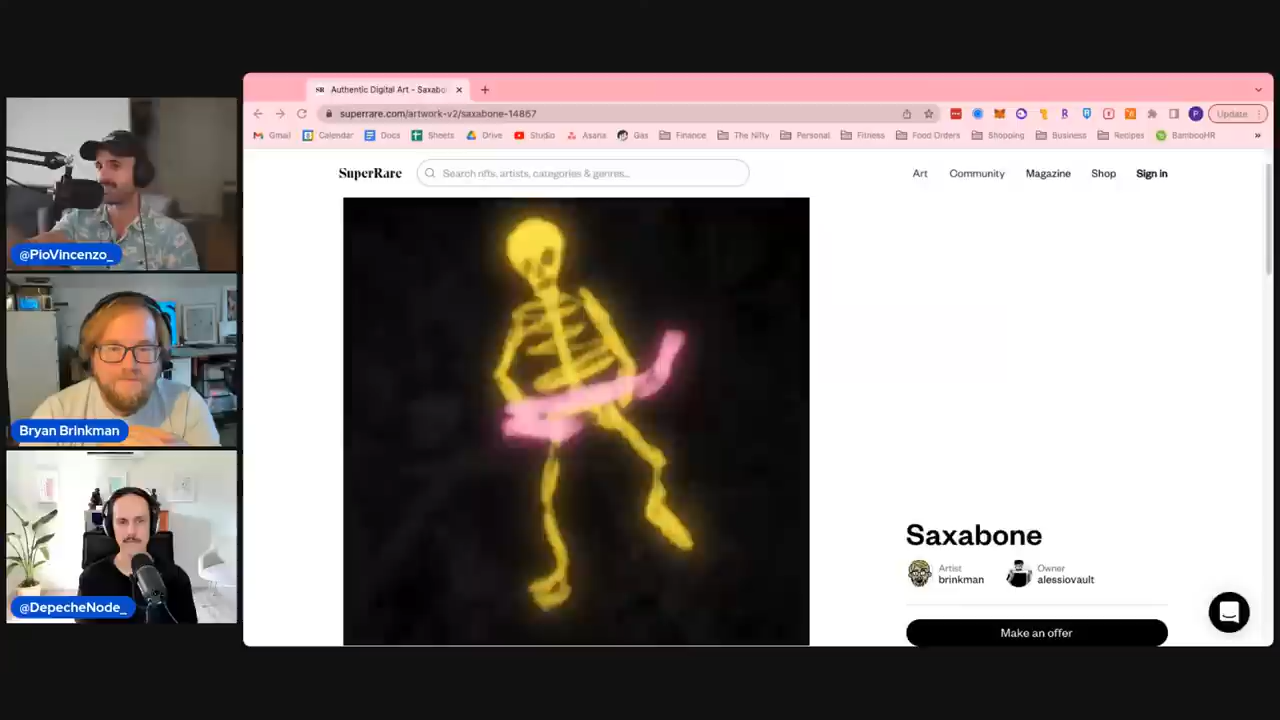 Authentic Digital Art - Saxabo
superrare.com/artwork-v2/saxabone-14867
Update
Gmail Calendar Docs Sheets Drive Studio Asana Gas Finance The Nifty Personal Fitness Food Orders Shopping Business Recipes BambooHR »
SuperRare
Search nfts, artists, categories & genres...
Art Community Magazine Shop Sign in
@PioVincenzo_
Bryan Brinkman
@DepecheNode_
Saxabone
Artist
brinkman
Owner
alessiovault
Make an offer